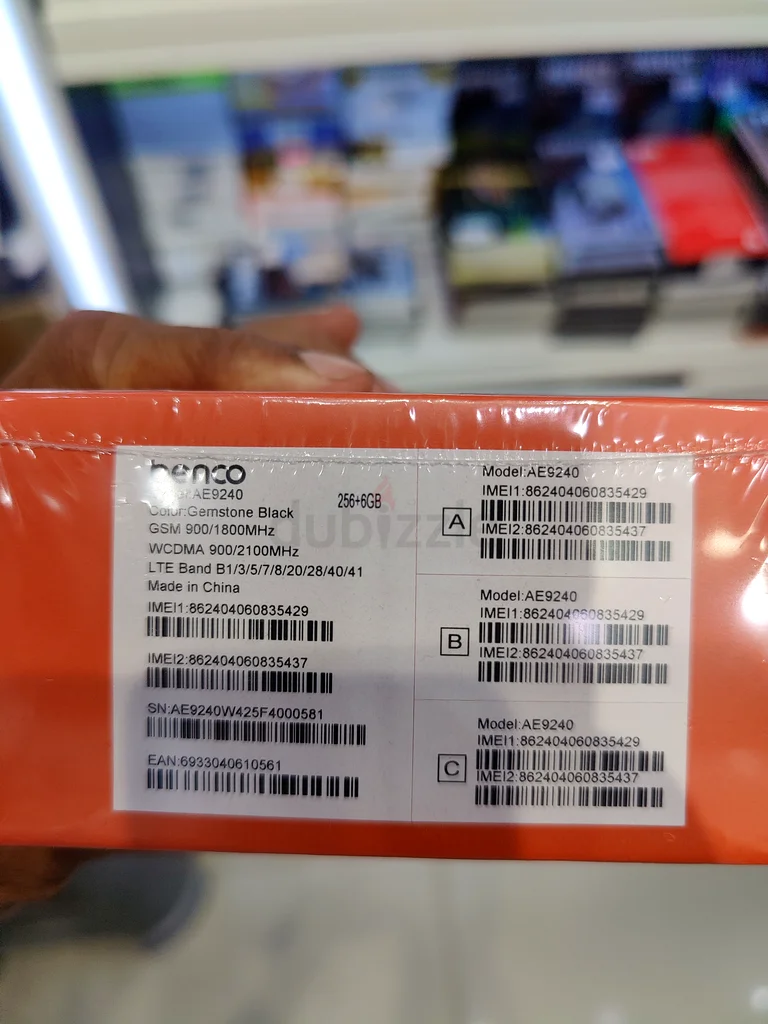 benco
AE9240
256+6GB
Color:Gemstone Black
GSM 900/1800MHz
WCDMA 900/2100MHz
LTE Band B1/3/5/7/8/20/28/40/41
Made in China
IMEI1:862404060835429
IMEI2:862404060835437
SN:AE9240W425F4000581
EAN:6933040610561
A
Model:AE9240
IMEI1:862404060835429
IMEI2:862404060835437
B
Model:AE9240
IMEI1:862404060835429
IMEI2:862404060835437
C
Model:AE9240
IMEI1:862404060835429
IMEI2:862404060835437
dubizzle